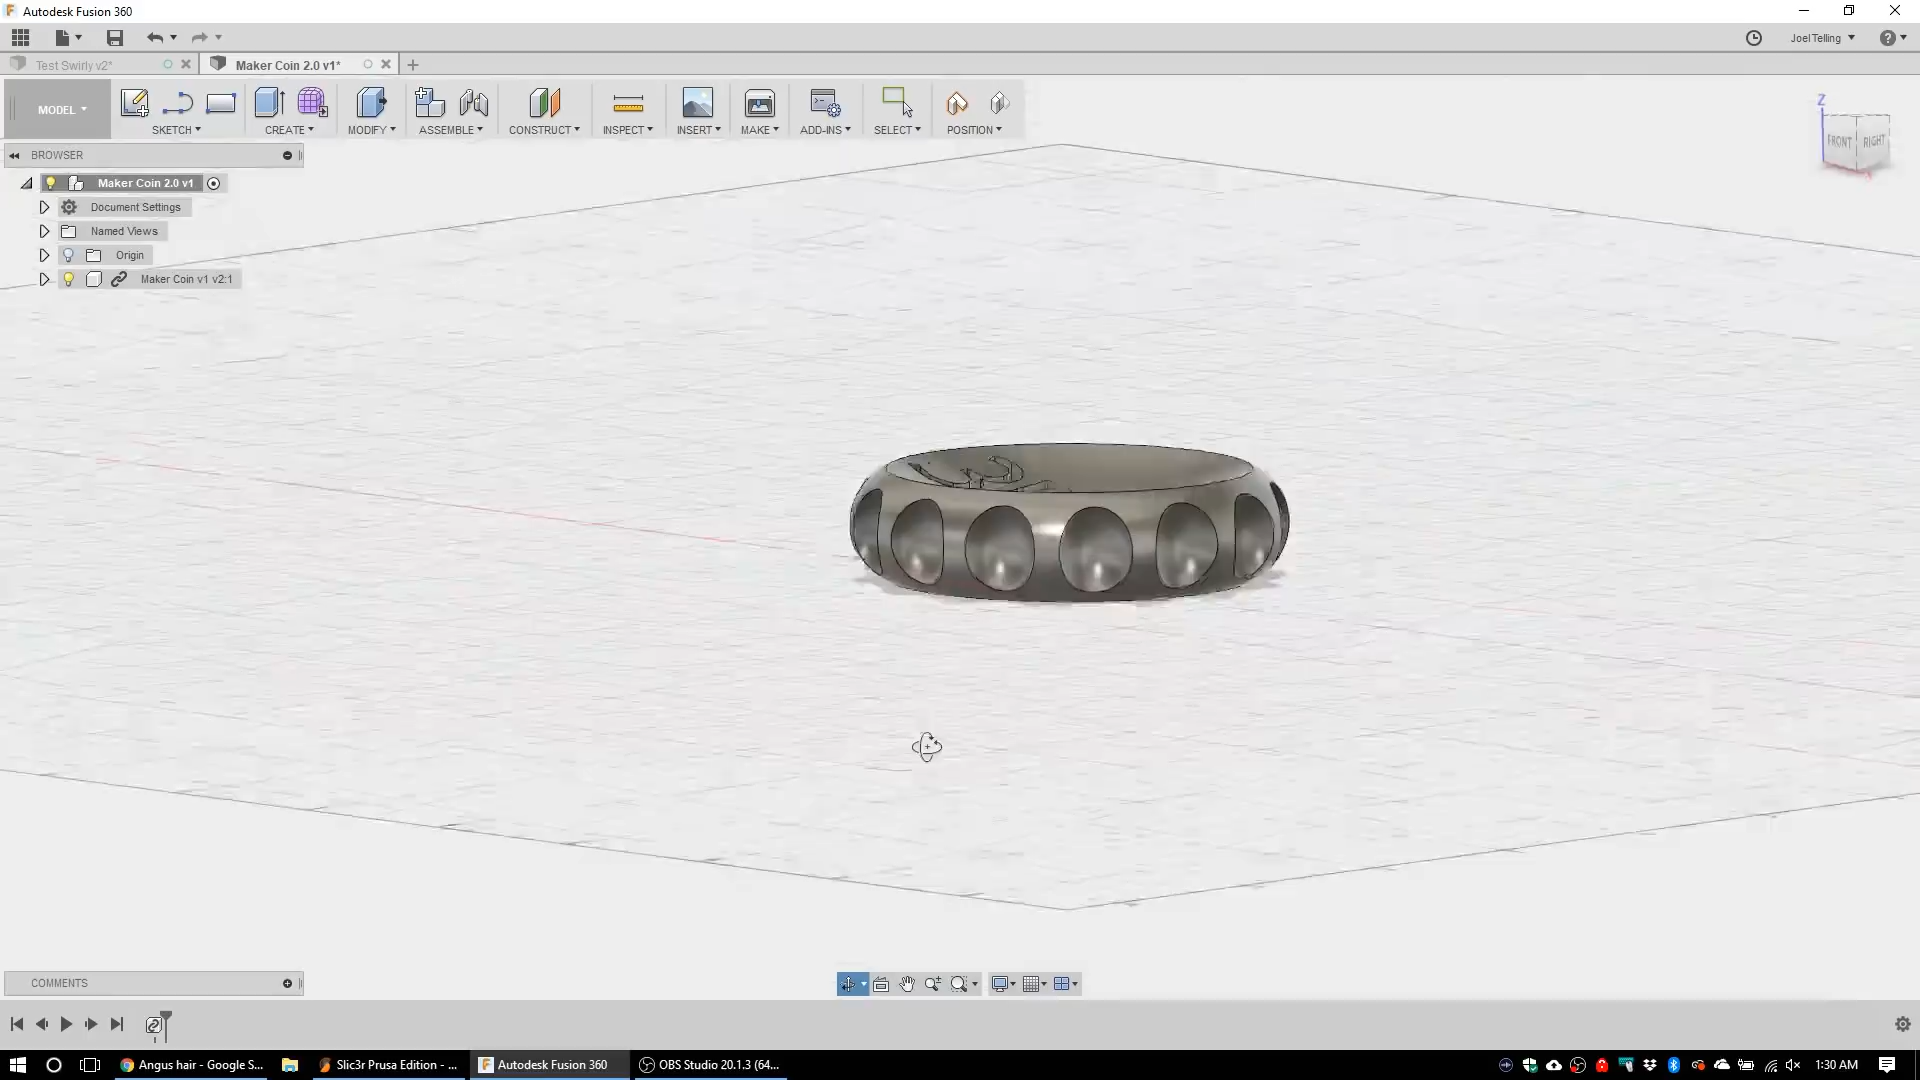 Autodesk Fusion 360
Joel Telling
Test Swirly v2*
Maker Coin 2.0 v1*
MODEL
SKETCH
CREATE
MODIFY
ASSEMBLE
CONSTRUCT
INSPECT
INSERT
MAKE
ADD-INS
SELECT
POSITION
Z
FRONT
RIGHT
BROWSER
Maker Coin 2.0 v1
Document Settings
Named Views
Origin
Maker Coin v1 v2:1
COMMENTS
Angus hair - Google S...
Slic3r Prusa Edition - ...
Autodesk Fusion 360
OBS Studio 20.1.3 (64...
1:30 AM